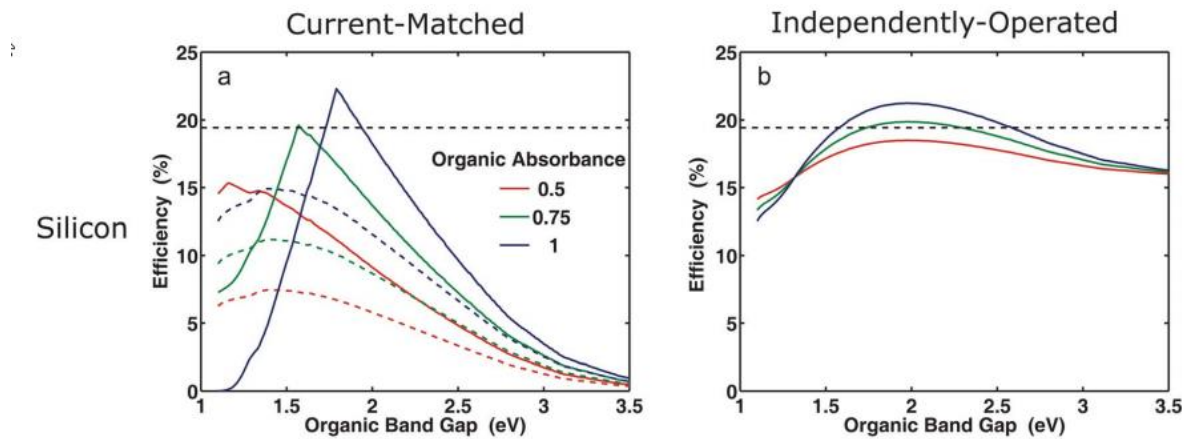 Current-Matched
Independently-Operated
Silicon
a
Efficiency (%)
25
20
15
10
5
0
1
1.5
2
2.5
3
3.5
Organic Band Gap (eV)
Organic Absorbance
0.5
0.75
1
b
Efficiency (%)
25
20
15
10
5
0
1
1.5
2
2.5
3
3.5
Organic Band Gap (eV)